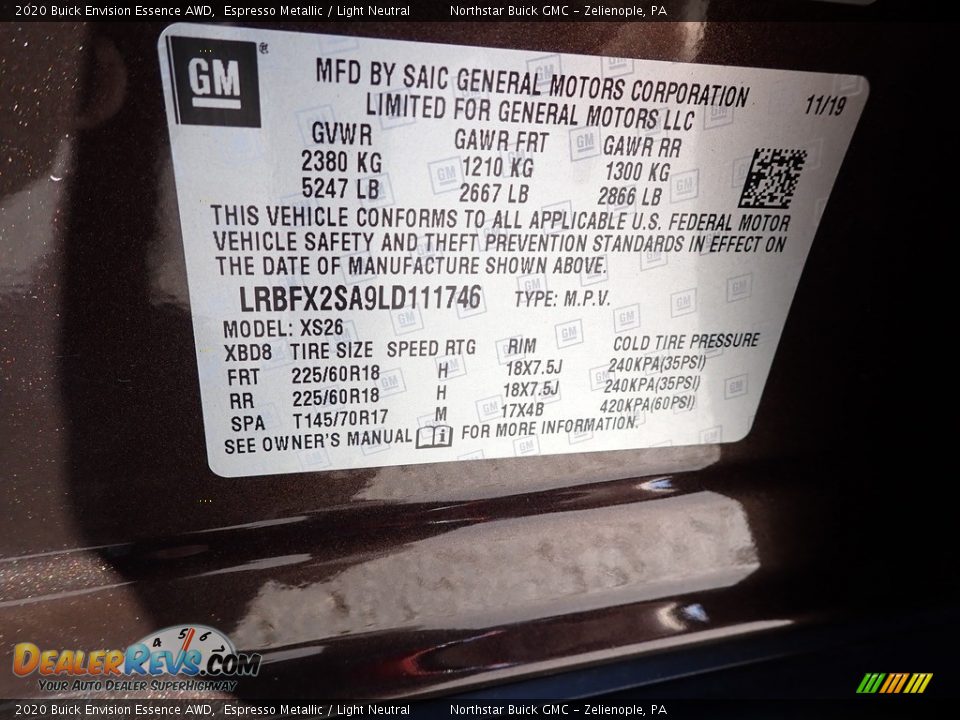 2020 Buick Envision Essence AWD, Espresso Metallic / Light Neutral Northstar Buick GMC - Zelienople, PA
GM ®
MFD BY SAIC GENERAL MOTORS CORPORATION 11/19
LIMITED FOR GENERAL MOTORS LLC
GVWR GAWR FRT GAWR RR
2380 KG 1210 KG 1300 KG
5247 LB 2667 LB 2866 LB
THIS VEHICLE CONFORMS TO ALL APPLICABLE U.S. FEDERAL MOTOR
VEHICLE SAFETY AND THEFT PREVENTION STANDARDS IN EFFECT ON
THE DATE OF MANUFACTURE SHOWN ABOVE.
LRBFX2SA9LD111746 TYPE: M.P.V.
MODEL: XS26
XBD8 TIRE SIZE SPEED RTG RIM COLD TIRE PRESSURE
FRT 225/60R18 H 18X7.5J 240KPA(35PSI)
RR 225/60R18 H 18X7.5J 240KPA(35PSI)
SPA T145/70R17 M 17X4B 420KPA(60PSI)
SEE OWNER'S MANUAL i FOR MORE INFORMATION.
4 5 6
DEALERREVS.COM
YOUR AUTO DEALER SUPERHIGHWAY
2020 Buick Envision Essence AWD, Espresso Metallic / Light Neutral Northstar Buick GMC - Zelienople, PA